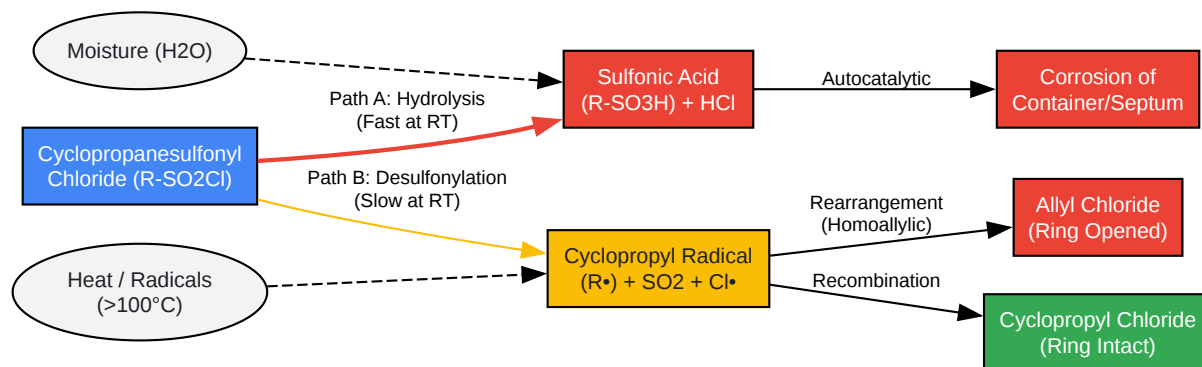 Moisture (H2O)
Path A: Hydrolysis
(Fast at RT)
Sulfonic Acid
(R-SO3H) + HCl
Autocatalytic
Corrosion of
Container/Septum
Cyclopropanesulfonyl
Chloride (R-SO2Cl)
Path B: Desulfonylation
(Slow at RT)
Heat / Radicals
(>100°C)
Cyclopropyl Radical
(R•) + SO2 + Cl•
Rearrangement
(Homoallylic)
Allyl Chloride
(Ring Opened)
Recombination
Cyclopropyl Chloride
(Ring Intact)